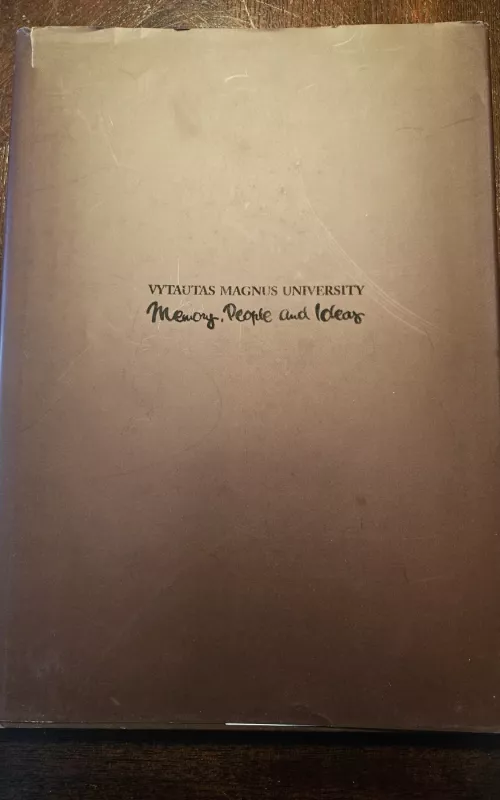 VYTAUTAS MAGNUS UNIVERSITY
Memory, People and Ideas